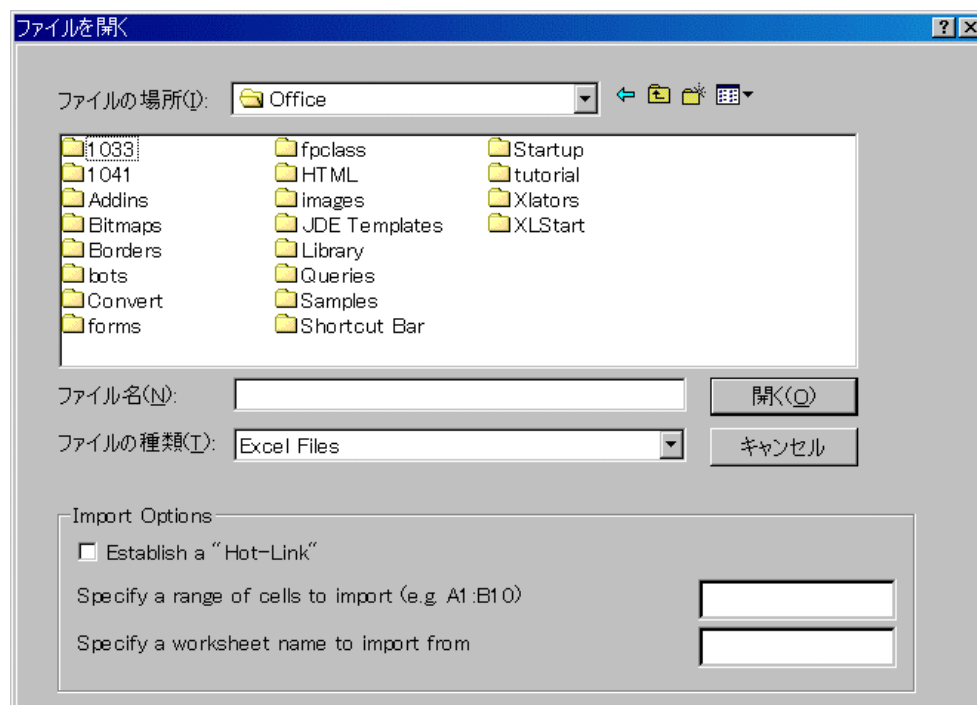 ファイルを開く
ファイルの場所(I): Office
1033 fpclass Startup
1041 HTML tutorial
Addins images Xlators
Bitmaps JDE Templates XLStart
Borders Library
bots Queries
Convert Samples
forms Shortcut Bar
ファイル名(N): 開く(O)
ファイルの種類(T): Excel Files キャンセル
Import Options
Establish a "Hot-Link"
Specify a range of cells to import (e.g. A1:B10)
Specify a worksheet name to import from